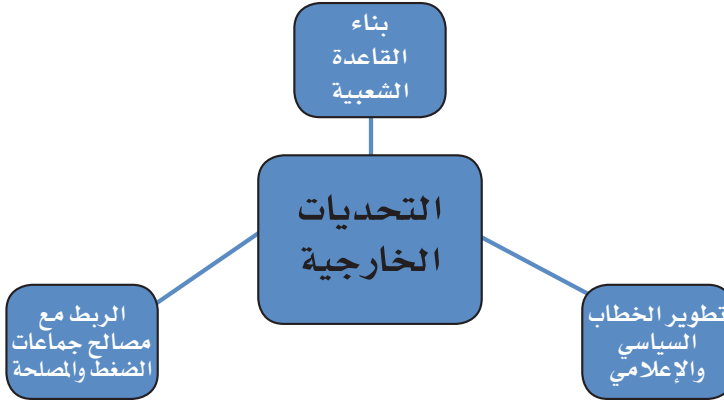 بناء
القاعدة
الشعبية
التحديات
الخارجية
تطوير الخطاب
السياسي
والإعلامي
الربط مع
مصالح جماعات
الضغط والمصلحة